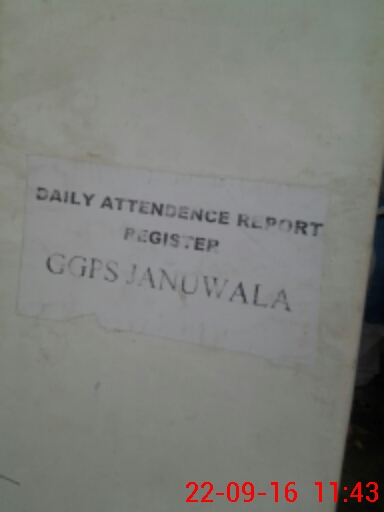 DAILY ATTENDENCE REPORT
REGISTER
GGPS JANUWALA
22-09-16 11:43